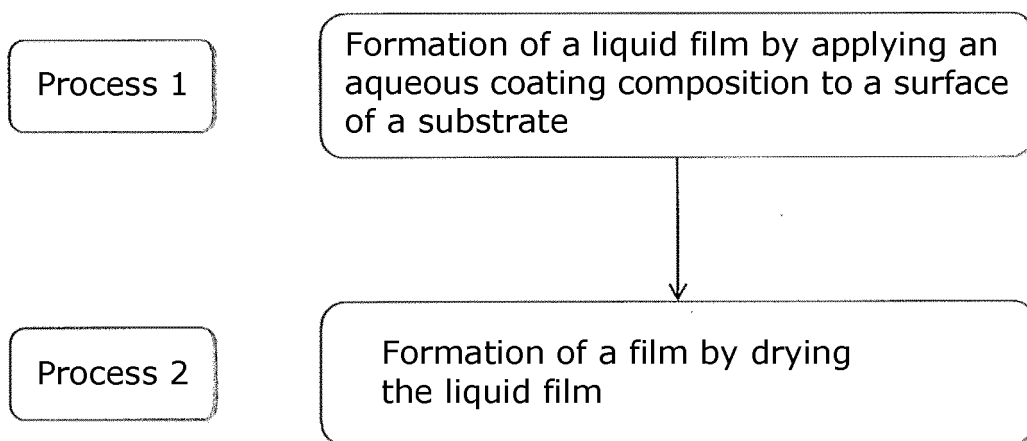 Process 1
Formation of a liquid film by applying an
aqueous coating composition to a surface
of a substrate
Process 2
Formation of a film by drying
the liquid film